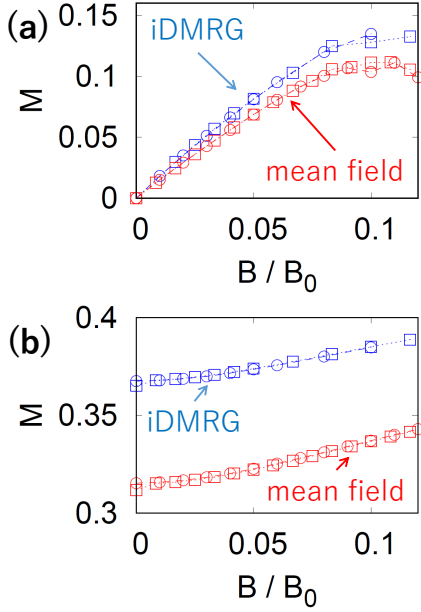 (a)
0.15
iDMRG
0.1
M
0.05
mean field
0
0
0.05
0.1
B / B0
(b)
0.4
M
0.35
iDMRG
mean field
0.3
0
0.05
0.1
B / B0